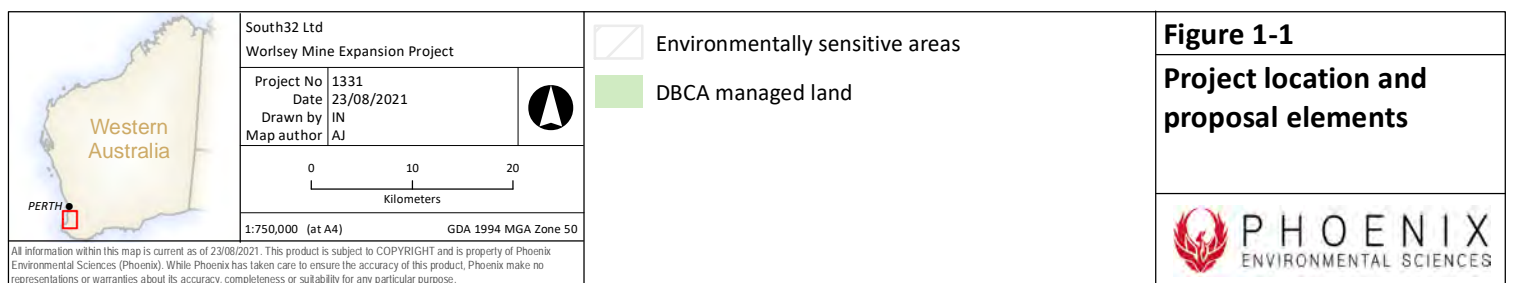 Western
Australia
PERTH
South32 Ltd
Worlsey Mine Expansion Project
Project No 1331
Date 23/08/2021
Drawn by IN
Map author AJ
0 10 20
Kilometers
1:750,000 (at A4) GDA 1994 MGA Zone 50
All information within this map is current as of 23/08/2021. This product is subject to COPYRIGHT and is property of Phoenix
Environmental Sciences (Phoenix). While Phoenix has taken care to ensure the accuracy of this product, Phoenix make no
representations or warranties about its accuracy, completeness or suitability for any particular purpose.
Environmentally sensitive areas
DBCA managed land
Figure 1-1
Project location and
proposal elements
PHOENIX
ENVIRONMENTAL SCIENCES